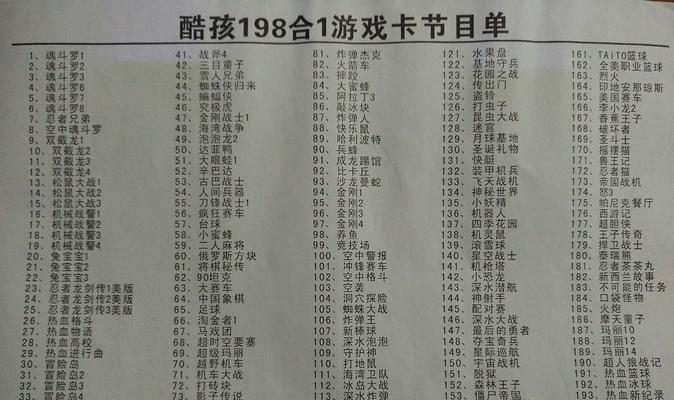 酷孩198合1游戏卡节目单
1、魂斗罗1
2、魂斗罗2
3、魂斗罗3
4、魂斗罗6
5、魂斗罗7
6、魂斗罗8
7、忍者兄弟
8、空中魂斗罗
9、双截龙1
10、双截龙2
11、双截龙3
12、双截龙4
13、松鼠大战1
14、松鼠大战2
15、松鼠大战3
16、机械战警1
17、机械战警2
18、机械战警3
19、机械战警4
20、兔宝宝1
21、兔宝宝2
22、兔宝宝3
23、忍者龙剑传1美版
24、忍者龙剑传2美版
25、忍者龙剑传3美版
26、热血格斗
27、热血物语
28、热血高校
29、热血进行曲
30、冒险岛
31、冒险岛2
32、冒险岛3
33、冒险岛4
41、战斧4
42、三目童子
43、雪人兄弟
44、蜘蛛侠归来
45、蝙蝠侠
46、究极虎
47、金刚战士1
48、海湾战争
49、泡泡龙2
50、达菲鸭
51、大眼蛙1
52、辛巴达
53、古巴战士
54、人间兵器
55、刀锋战士1
56、疯狂赛车
57、台球
58、小蜜蜂
59、二人麻将
60、俄罗斯方块
61、将棋秘传
62、90坦克
63、大赛车
64、中国象棋
65、足球
66、淘金者1
67、马戏团
68、超时空要塞
69、超级玛丽
70、越野机车
71、机车大战
72、打砖块
73、影子传说
81、炸弹杰克
82、火箭车
83、摔跤
84、大蜜蜂
85、阿拉丁3
86、敲冰块
87、炸弹人
88、快乐鼠
89、哈利波特
90、兵蜂
91、成龙踢馆
92、比卡丘
93、沙龙曼蛇
94、金刚1
95、金刚2
96、金刚3
97、金刚4
98、养鱼
99、竞技场
100、空中警报
101、冲锋赛车
102、空中格斗
103、空袭
104、洞穴探险
105、蜘蛛大战
106、炸弹王
107、新棒球
108、深水泡泡
109、守护神
110、打地鼠
111、海湾卫队
112、冰岛大战
113、深水炸弹
121、水果盘
122、基地守兵
123、花园之战
124、传出门
125、盗铃
126、打虫子
127、昆虫大战
128、迷宫
129、月球基地
130、圣诞礼物
131、快艇
132、装甲机兵
133、飞天战机
134、神秘世界
135、小妖精
136、机器人
137、四季花园
138、机灵鼠
139、滚雪球
140、星空战士
141、机枪塔
142、小恐龙
143、深水潜航
144、神射手
145、配对赛
146、深水大战
147、最后的勇者
148、夺宝奇兵
149、星际巡航
150、宇宙战机
151、脱狱
152、森林王子
153、僵尸帝国
161、TAITO篮球
162、全美职业篮球
163、烈火
164、印地安那琼斯
165、美国赛车
166、李小龙2
167、香蕉王子
168、破坏者
169、圣斗士
170、摇狸猫
171、兽王记
172、忍者猫
173、帝国战机
174、怒3
175、帕尼克餐厅
176、西游记
177、超胆侠
178、王子传奇
179、捍卫战士
180、泰瑞熊
181、忍者茶茶丸
182、新西兰故事
183、不可能的任务
184、口袋怪物
185、火炮
186、摩天童子
187、玛丽10
188、玛丽12
189、玛丽14
190、超人狼战记
191、热血篮球
192、热血冰球
193、热血新纪录